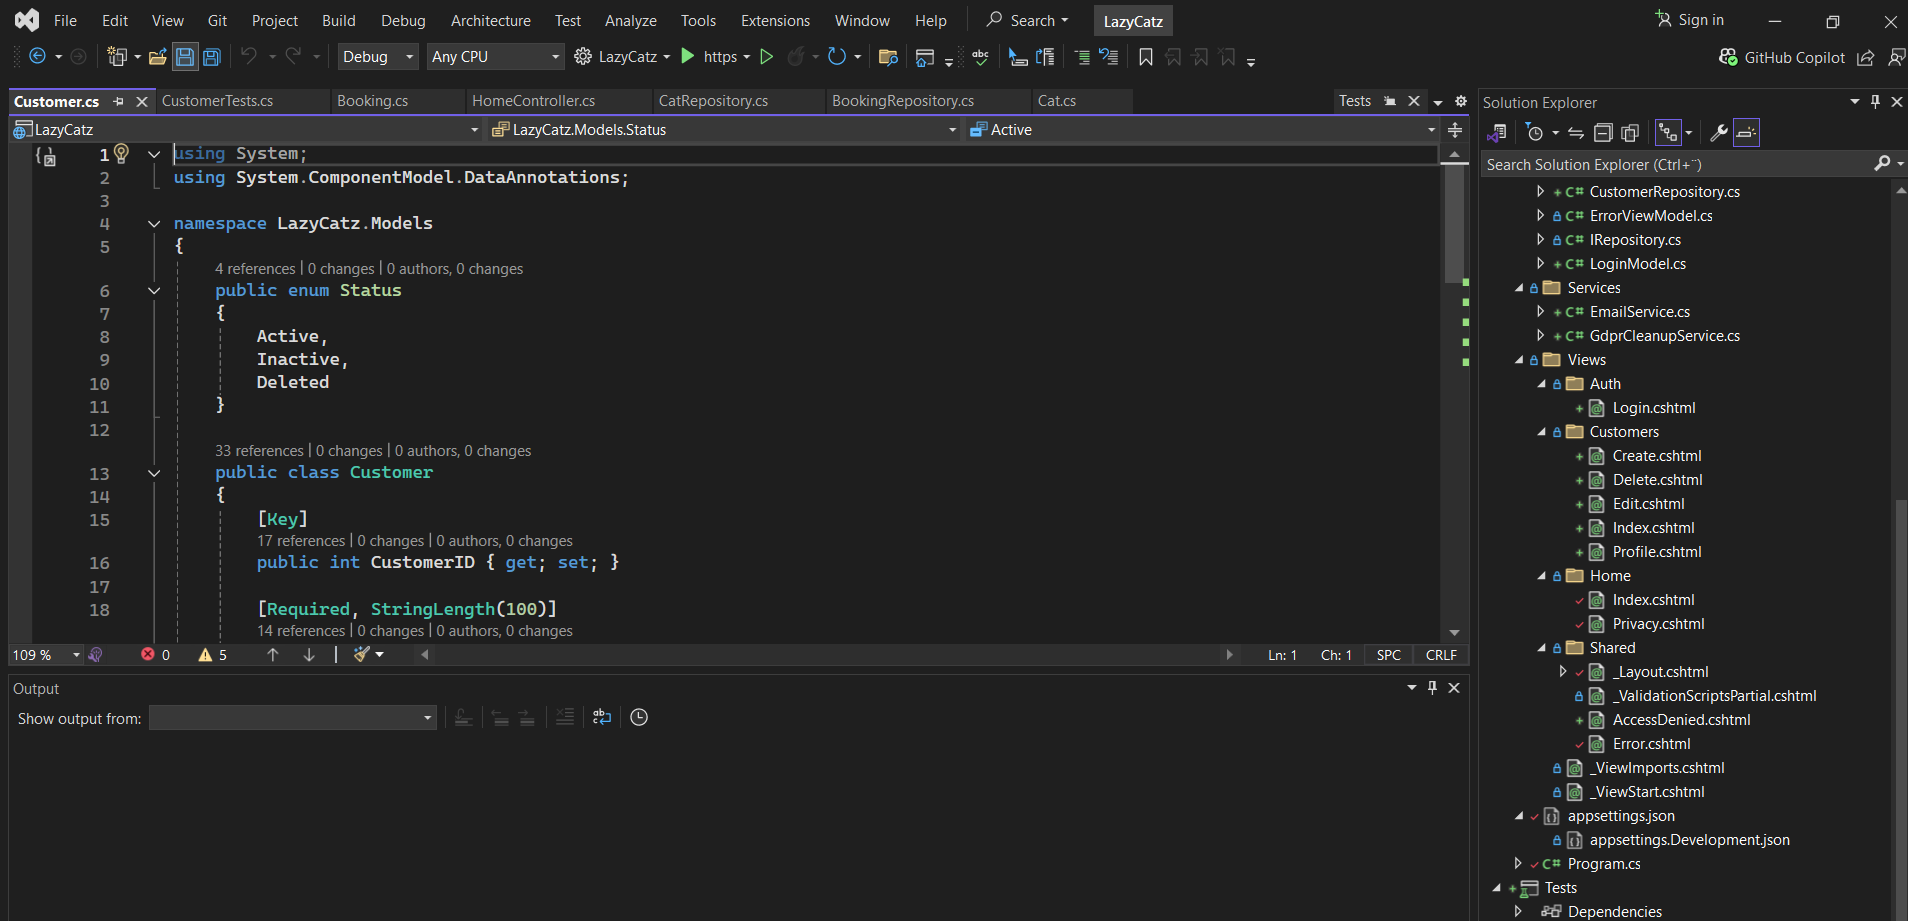 File Edit View Git Project Build Debug Architecture Test Analyze Tools Extensions Window Help Search LazyCatz Sign in
Debug Any CPU LazyCatz https abc GitHub Copilot
Customer.cs CustomerTests.cs Booking.cs HomeController.cs CatRepository.cs BookingRepository.cs Cat.cs Tests
LazyCatz LazyCatz.Models.Status Active
1 using System;
2 using System.ComponentModel.DataAnnotations;
3
4 namespace LazyCatz.Models
5 {
4 references | 0 changes | 0 authors, 0 changes
6 public enum Status
7 {
8 Active,
9 Inactive,
10 Deleted
11 }
12
33 references | 0 changes | 0 authors, 0 changes
13 public class Customer
14 {
15 [Key]
17 references | 0 changes | 0 authors, 0 changes
16 public int CustomerID { get; set; }
17
18 [Required, StringLength(100)]
14 references | 0 changes | 0 authors, 0 changes
109 % 0 5 Ln: 1 Ch: 1 SPC CRLF
Output
Show output from:
Solution Explorer
Search Solution Explorer (Ctrl+¨)
C# CustomerRepository.cs
C# ErrorViewModel.cs
C# IRepository.cs
C# LoginModel.cs
Services
C# EmailService.cs
C# GdprCleanupService.cs
Views
Auth
Login.cshtml
Customers
Create.cshtml
Delete.cshtml
Edit.cshtml
Index.cshtml
Profile.cshtml
Home
Index.cshtml
Privacy.cshtml
Shared
_Layout.cshtml
_ValidationScriptsPartial.cshtml
AccessDenied.cshtml
Error.cshtml
_ViewImports.cshtml
_ViewStart.cshtml
appsettings.json
appsettings.Development.json
C# Program.cs
Tests
Dependencies